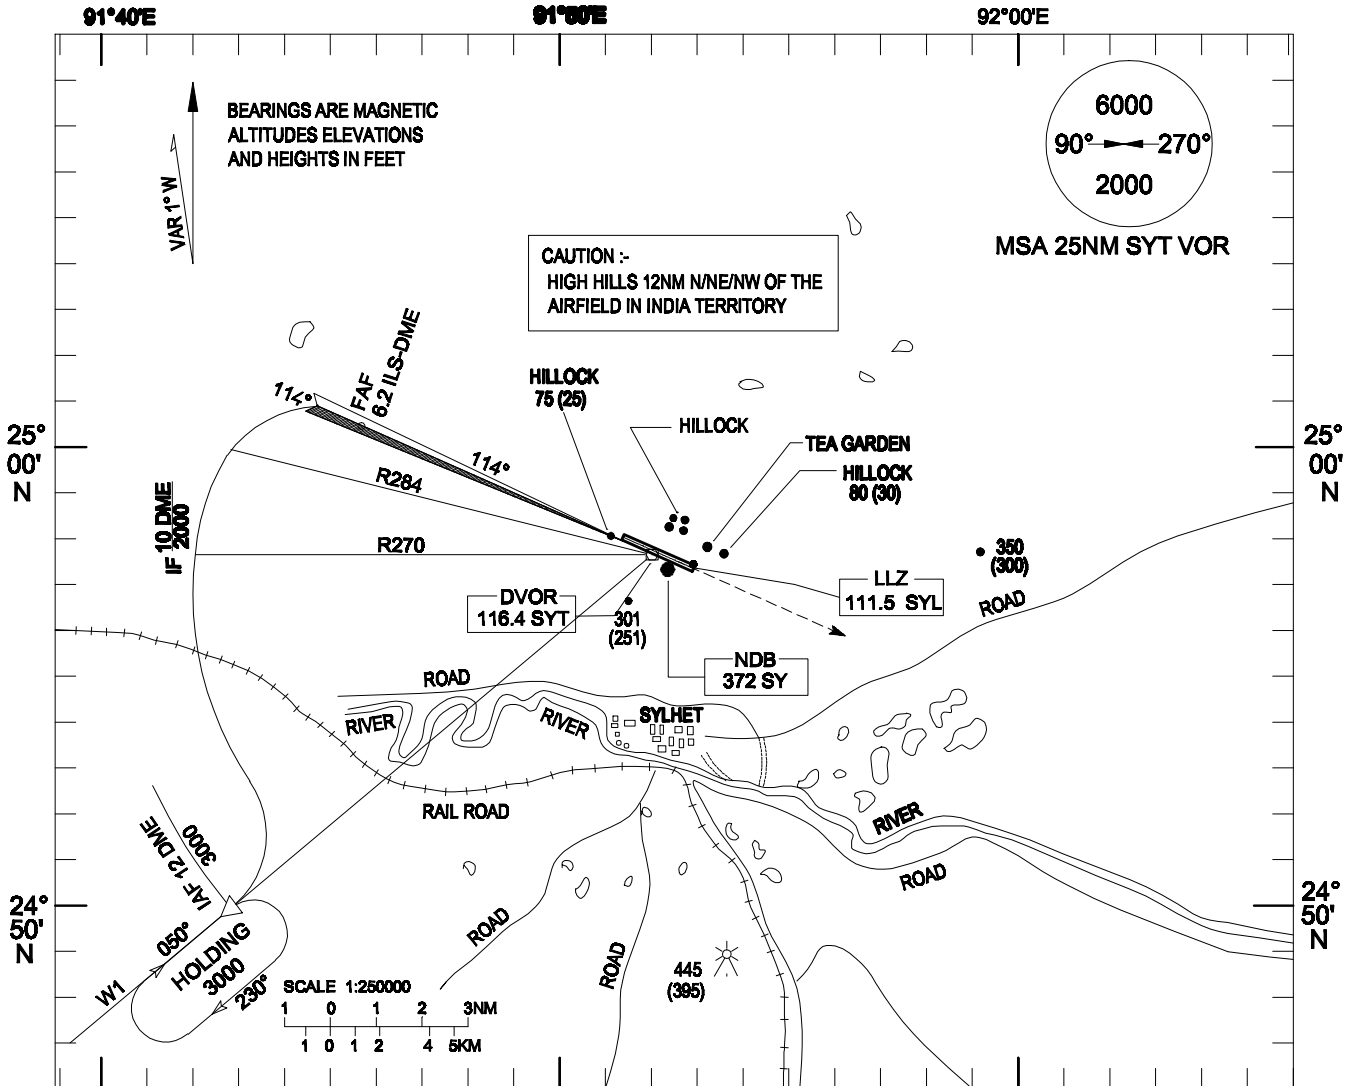 91°40'E
91°50'E
92°00'E
BEARINGS ARE MAGNETIC
ALTITUDES ELEVATIONS
AND HEIGHTS IN FEET
VAR 1° W
6000
90° 270°
2000
MSA 25NM SYT VOR
CAUTION :-
HIGH HILLS 12NM N/NE/NW OF THE
AIRFIELD IN INDIA TERRITORY
FAF
6.2 ILS-DME
114°
114°
HILLOCK
75 (25)
HILLOCK
TEA GARDEN
HILLOCK
80 (30)
25°
00'
N
25°
00'
N
R284
R270
IF 10 DME
2000
350
(300)
LLZ
111.5 SYL
DVOR
116.4 SYT
301
(251)
NDB
372 SY
ROAD
ROAD
RIVER
RIVER
SYLHET
RAIL ROAD
RIVER
ROAD
IAF 12 DME
3000
24°
50'
N
24°
50'
N
050°
HOLDING
3000
230°
W1
ROAD
ROAD
445
(395)
SCALE 1:250000
1 0 1 2 3NM
1 0 1 2 4 5KM